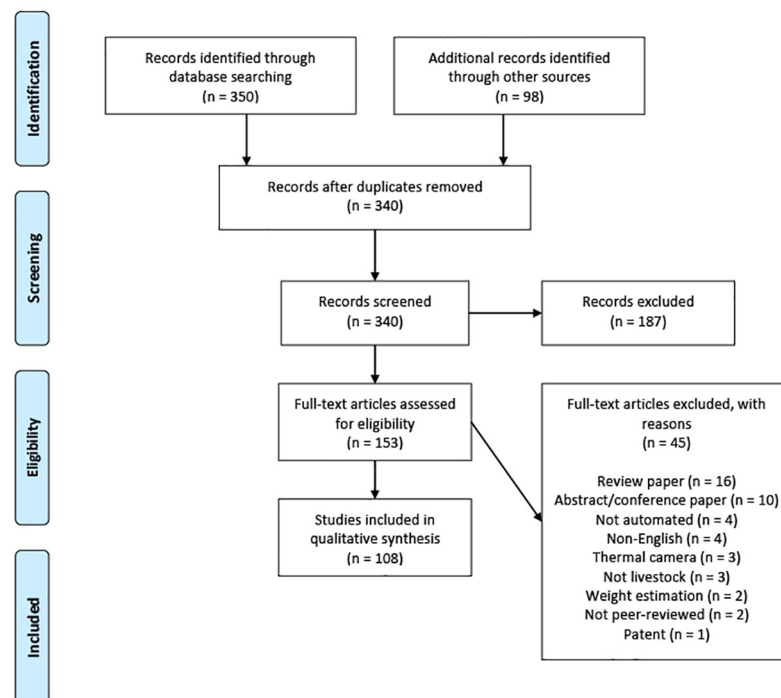 Identification
Records identified through
database searching
(n = 350)
Additional records identified
through other sources
(n = 98)
Records after duplicates removed
(n = 340)
Screening
Records screened
(n = 340)
Records excluded
(n = 187)
Eligibility
Full-text articles assessed
for eligibility
(n = 153)
Full-text articles excluded, with
reasons
(n = 45)
Review paper (n = 16)
Abstract/conference paper (n = 10)
Not automated (n = 4)
Non-English (n = 4)
Thermal camera (n = 3)
Not livestock (n = 3)
Weight estimation (n = 2)
Not peer-reviewed (n = 2)
Patent (n = 1)
Studies included in
qualitative synthesis
(n = 108)
Included